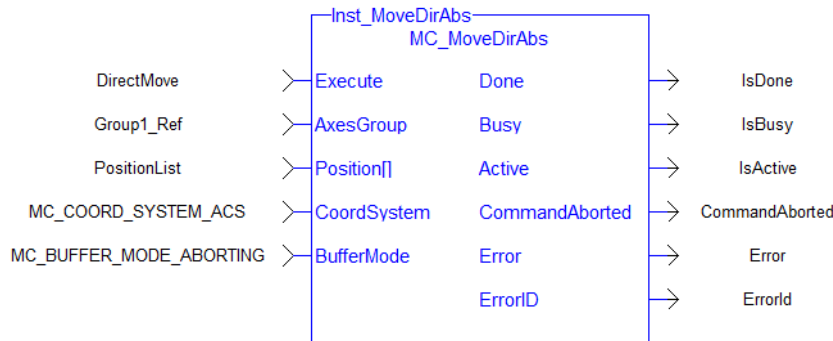 Inst_MoveDirAbs
MC_MoveDirAbs
DirectMove Execute Done IsDone
Group1_Ref AxesGroup Busy IsBusy
PositionList Position[] Active IsActive
MC_COORD_SYSTEM_ACS CoordSystem CommandAborted CommandAborted
MC_BUFFER_MODE_ABORTING BufferMode Error Error
ErrorID ErrorId